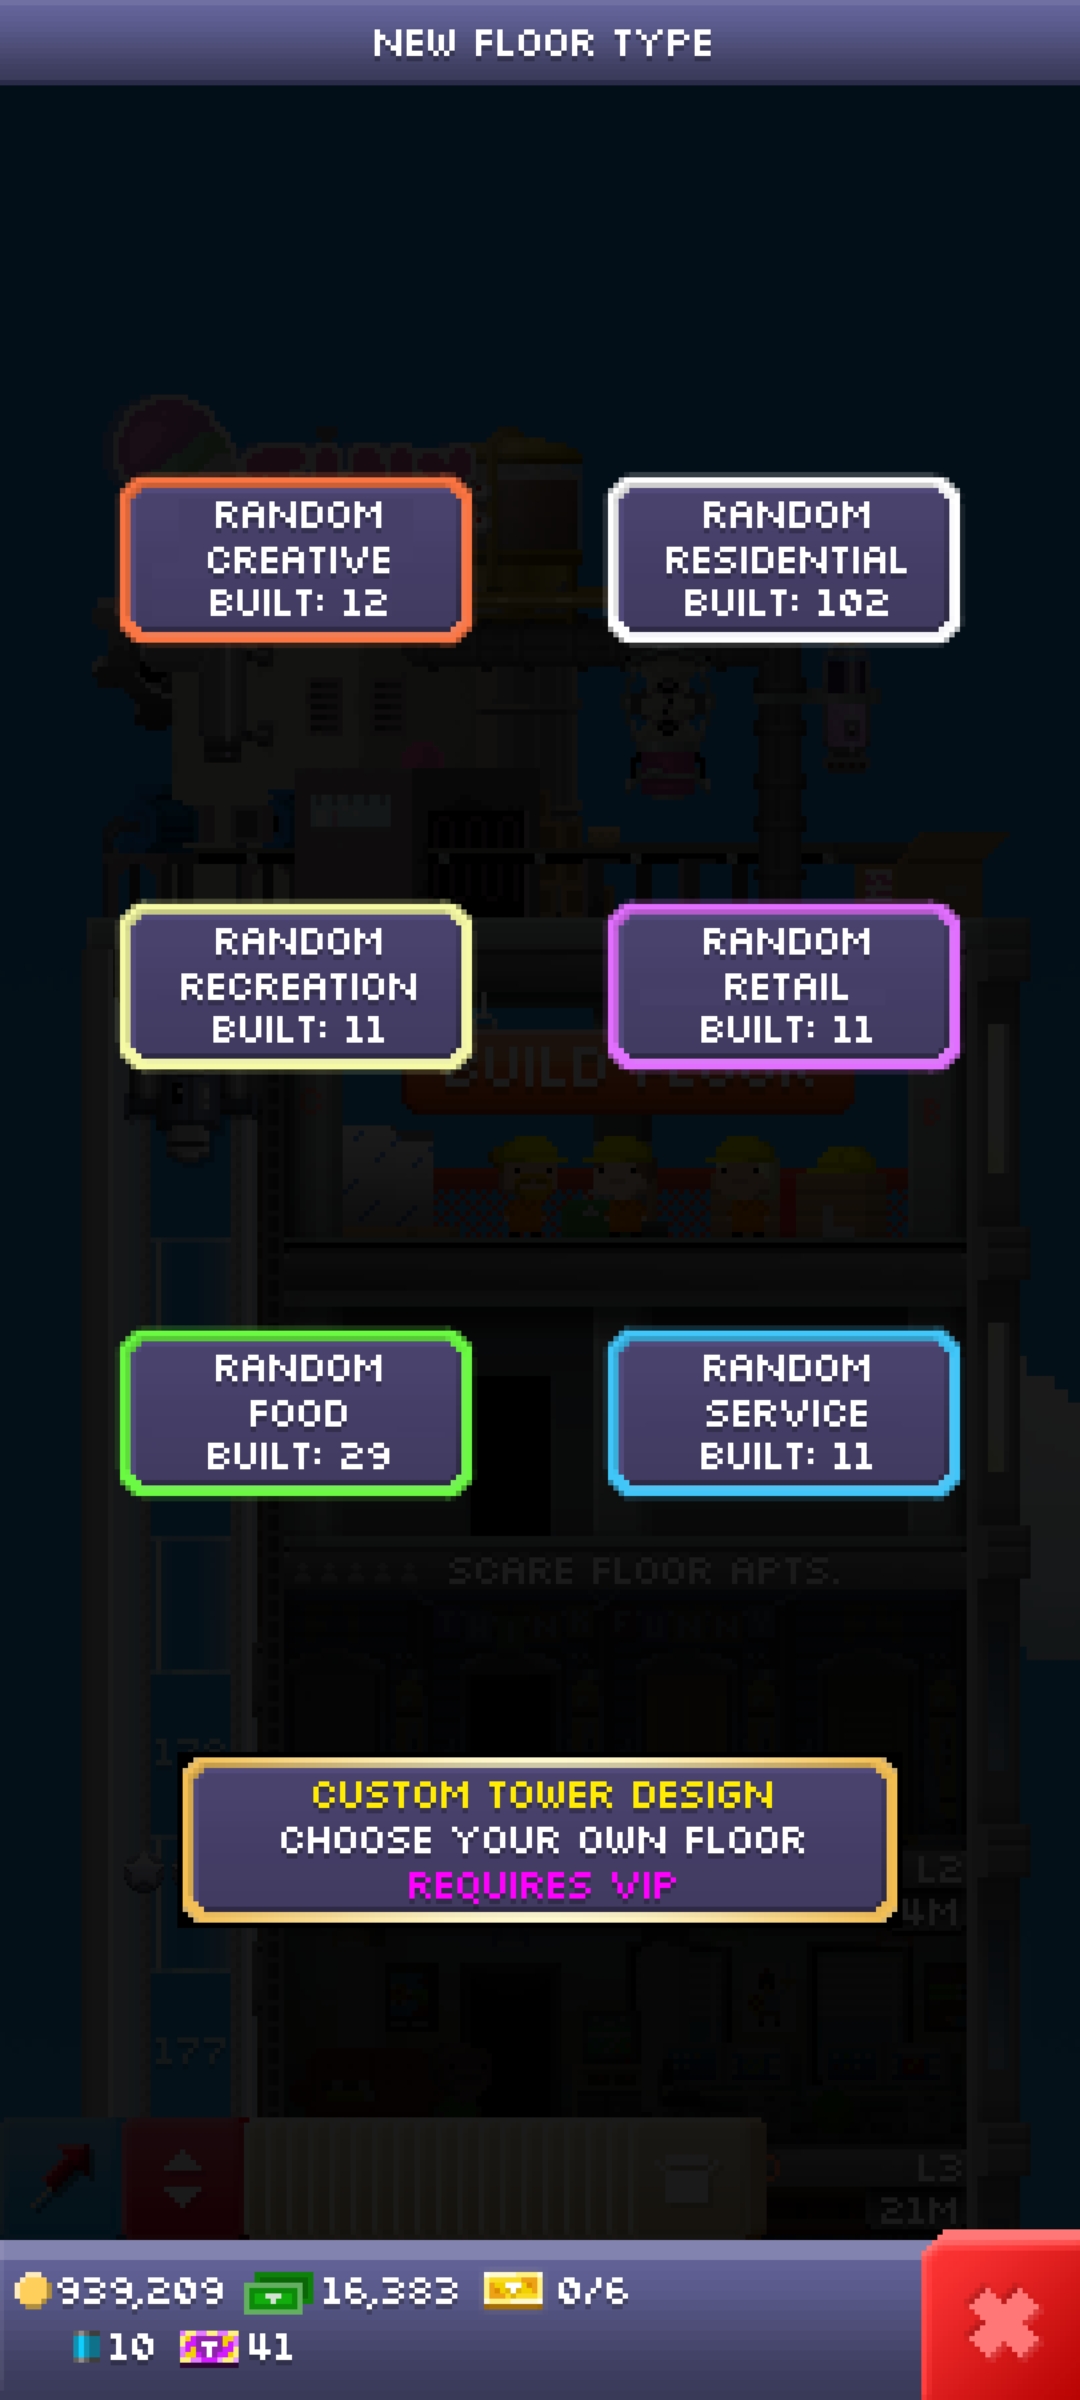 NEW FLOOR TYPE
RANDOM
CREATIVE
BUILT: 12
RANDOM
RESIDENTIAL
BUILT: 102
RANDOM
RECREATION
BUILT: 11
RANDOM
RETAIL
BUILT: 11
BUILD FLOOR
RANDOM
FOOD
BUILT: 29
RANDOM
SERVICE
BUILT: 11
SCARE FLOOR APTS.
CUSTOM TOWER DESIGN
CHOOSE YOUR OWN FLOOR
REQUIRES VIP
L2
4M
177
L3
21M
939,209 16,383 0/6
10 41